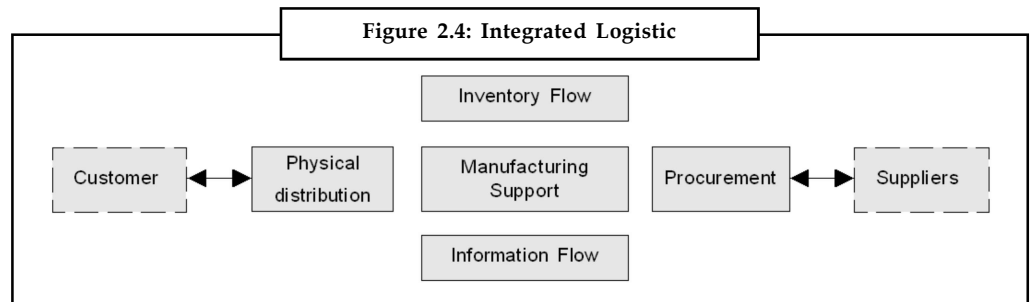 Figure 2.4: Integrated Logistic
Inventory Flow
Customer
Physical
distribution
Manufacturing
Support
Procurement
Suppliers
Information Flow